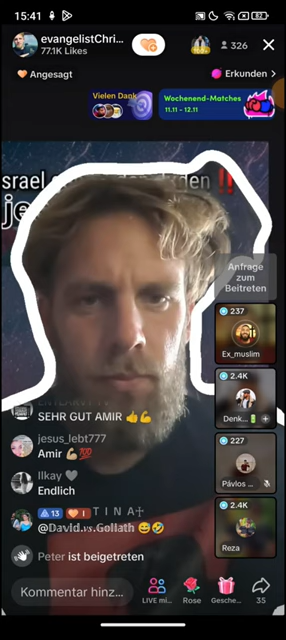 15:41
82
evangelistChri...
77.1K Likes
326
Angesagt
Erkunden >
Vielen Dank
Wochenend-Matches
11.11 - 12.11
srael
den ‼️
je
Anfrage
zum
Beitreten
237
Ex_muslim
2.4K
Denk...
227
Pávlos ...
2.4K
Reza
SEHR GUT AMIR 👍💪
jesus_lebt777
Amir 💪💯
Ilkay 🩶
Endlich
13 I T I N A ✝
@David.vs.Goliath 😅🤣
Peter ist beigetreten
Kommentar hinz...
LIVE mi...
Rose
Gesche...
35